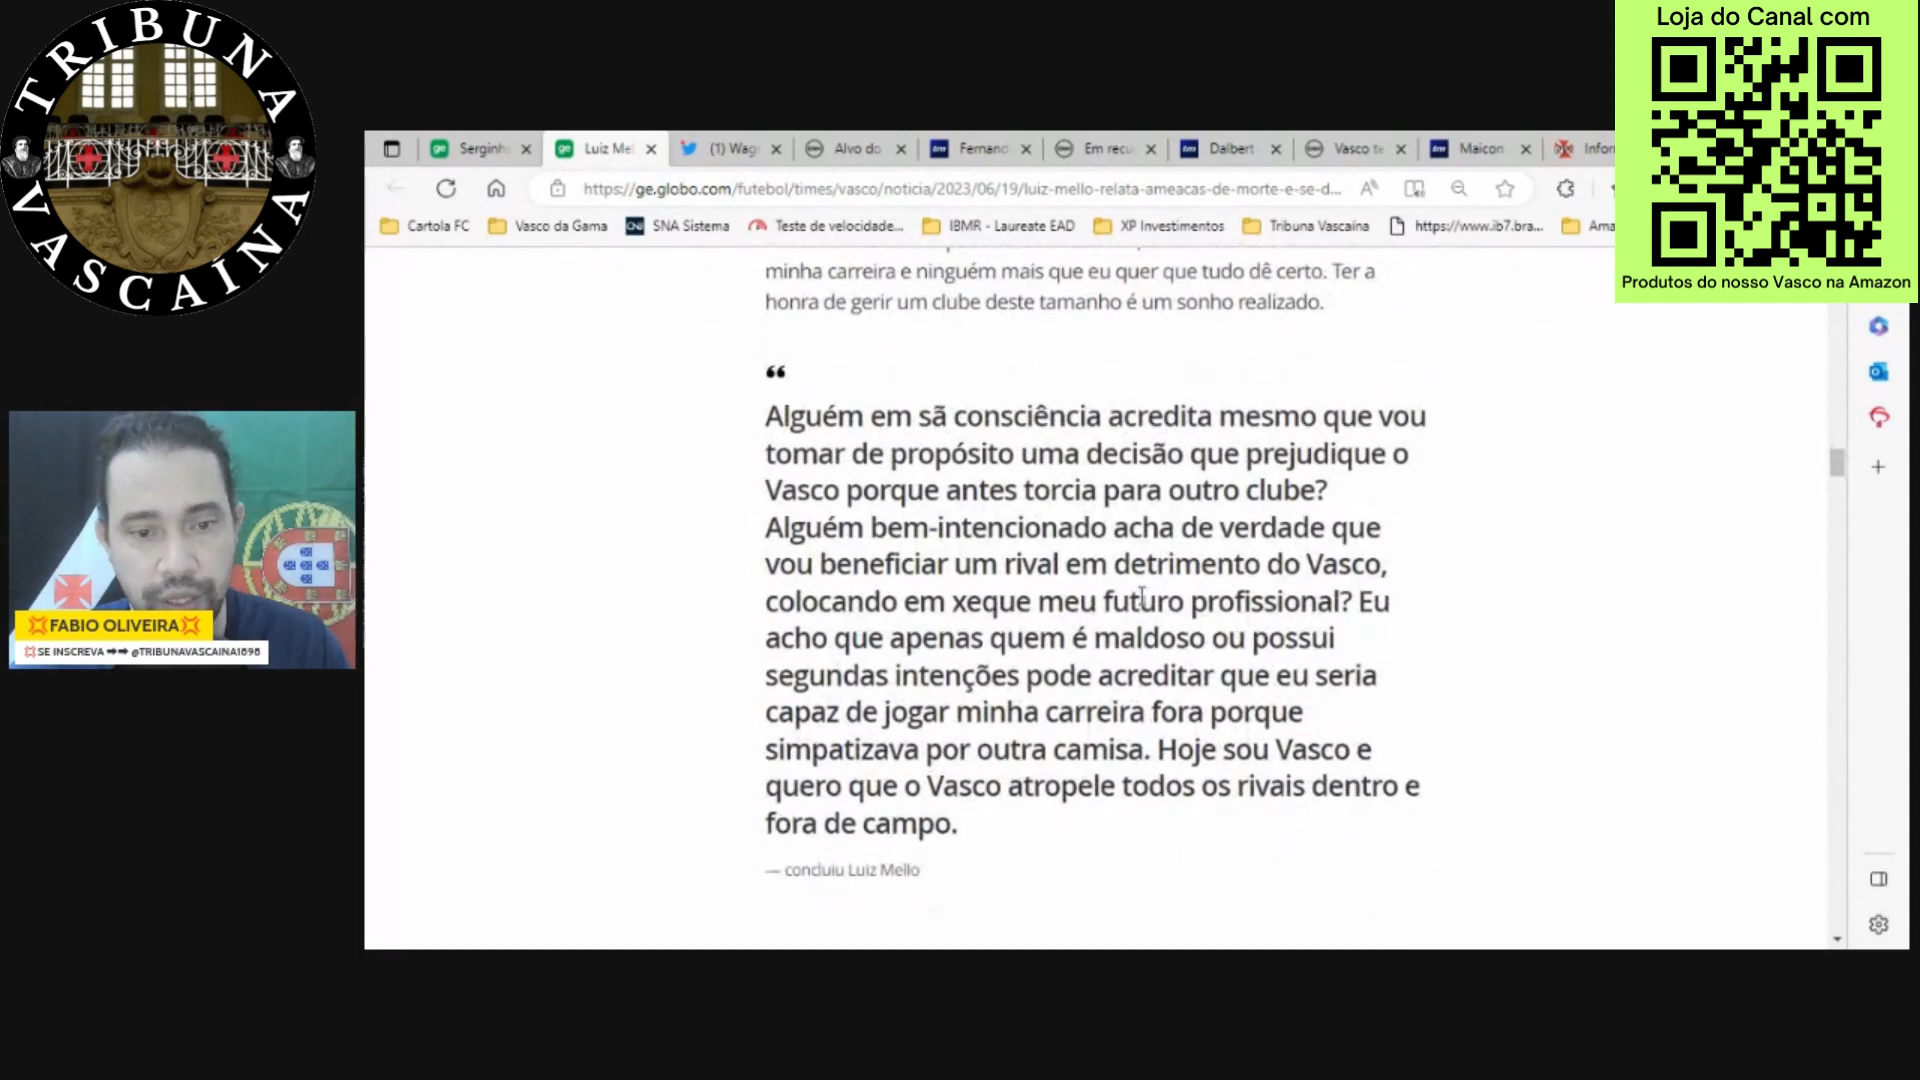 TRIBUNA VASCAÍNA
Loja do Canal com
Produtos do nosso Vasco na Amazon
Serginh
Luiz Me
(1) Wag
Alvo do
Fernand
Em recu
Dalbert
Vasco te
Maicon
Infor
https://ge.globo.com/futebol/times/vasco/noticia/2023/06/19/luiz-mello-relata-ameacas-de-morte-e-se-d...
Cartola FC
Vasco da Gama
SNA Sistema
Teste de velocidade...
IBMR - Laureate EAD
XP Investimentos
Tribuna Vascaína
https://www.ib7.bra...
Ama
minha carreira e ninguém mais que eu quer que tudo dê certo. Ter a
honra de gerir um clube deste tamanho é um sonho realizado.
“
Alguém em sã consciência acredita mesmo que vou
tomar de propósito uma decisão que prejudique o
Vasco porque antes torcia para outro clube?
Alguém bem-intencionado acha de verdade que
vou beneficiar um rival em detrimento do Vasco,
colocando em xeque meu futuro profissional? Eu
acho que apenas quem é maldoso ou possui
segundas intenções pode acreditar que eu seria
capaz de jogar minha carreira fora porque
simpatizava por outra camisa. Hoje sou Vasco e
quero que o Vasco atropele todos os rivais dentro e
fora de campo.
— concluiu Luiz Mello
FABIO OLIVEIRA
SE INSCREVA ➡➡ @TRIBUNAVASCAINA1898